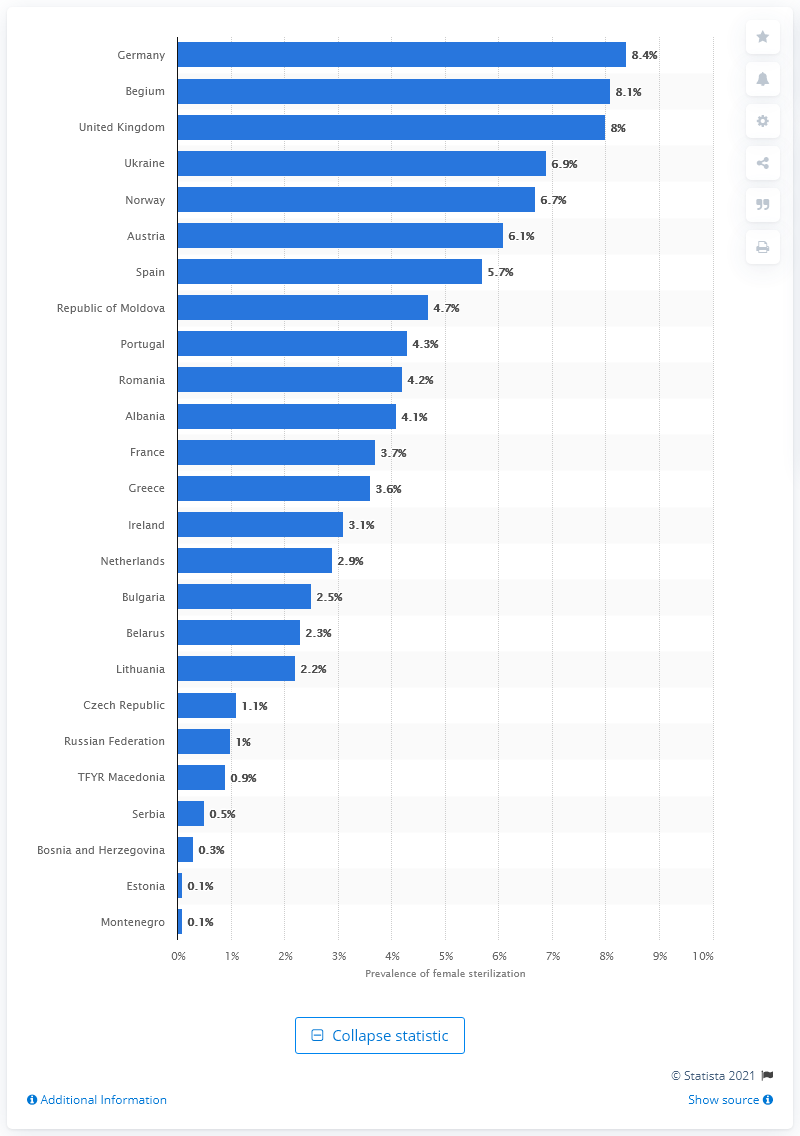 Germany 8.4%
Begium 8.1%
United Kingdom 8%
Ukraine 6.9%
Norway 6.7%
Austria 6.1%
Spain 5.7%
Republic of Moldova 4.7%
Portugal 4.3%
Romania 4.2%
Albania 4.1%
France 3.7%
Greece 3.6%
Ireland 3.1%
Netherlands 2.9%
Bulgaria 2.5%
Belarus 2.3%
Lithuania 2.2%
Czech Republic 1.1%
Russian Federation 1%
TFYR Macedonia 0.9%
Serbia 0.5%
Bosnia and Herzegovina 0.3%
Estonia 0.1%
Montenegro 0.1%
0% 1% 2% 3% 4% 5% 6% 7% 8% 9% 10%
Prevalence of female sterilization
Collapse statistic
© Statista 2021
Additional Information Show source